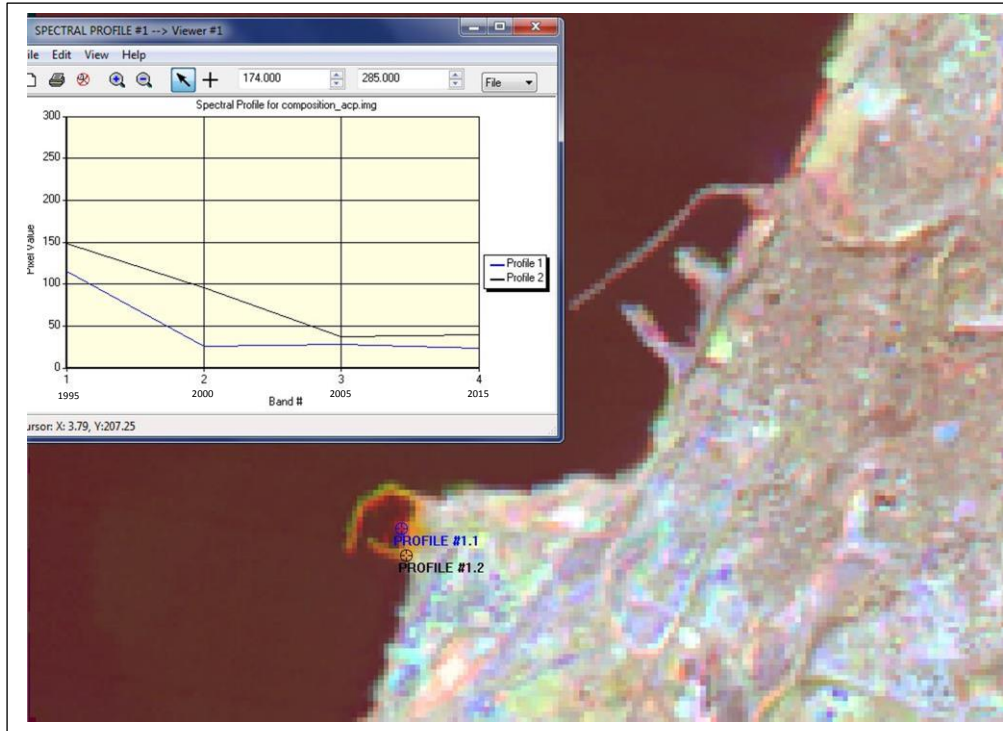 SPECTRAL PROFILE #1 --> Viewer #1
ile Edit View Help
174.000 285.000 File
Spectral Profile for composition_acp.img
300
250
200
150
100
50
0
Pixel Value
Profile 1
Profile 2
1 2 3 4
1995 2000 2005 2015
Band #
ursor: X: 3.79, Y:207.25
PROFILE #1.1
PROFILE #1.2